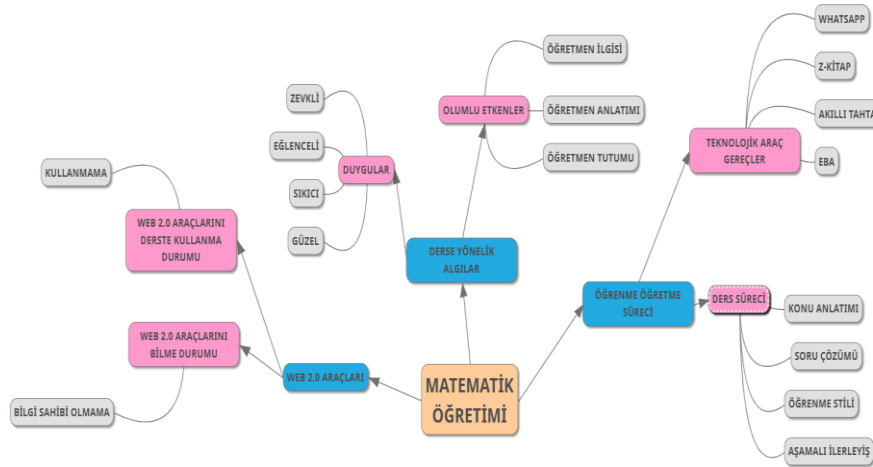 WHATSAPP
Z-KİTAP
AKILLI TAHTA
EBA
TEKNOLOJİK ARAÇ
GEREÇLER
ÖĞRETMEN İLGİSİ
ÖĞRETMEN ANLATIMI
ÖĞRETMEN TUTUMU
OLUMLU ETKENLER
ZEVKLİ
EĞLENCELİ
SIKICI
GÜZEL
DUYGULAR
KULLANMAMA
WEB 2.0 ARAÇLARINI
DERSTE KULLANMA
DURUMU
DERSE YÖNELİK
ALGILAR
ÖĞRENME ÖĞRETME
SÜRECİ
DERS SÜRECİ
KONU ANLATIMI
SORU ÇÖZÜMÜ
ÖĞRENME STİLİ
AŞAMALI İLERLEYİŞ
WEB 2.0 ARAÇLARINI
BİLME DURUMU
WEB 2.0 ARAÇLARI
BİLGİ SAHİBİ OLMAMA
MATEMATİK
ÖĞRETİMİ